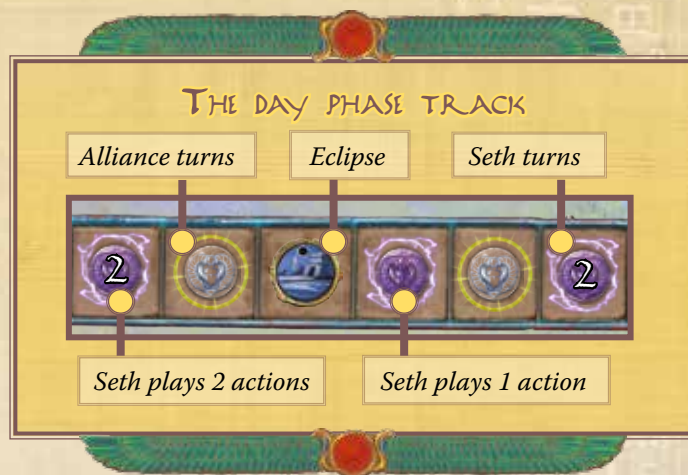 The day phase track
Alliance turns
Eclipse
Seth turns
2
2
Seth plays 2 actions
Seth plays 1 action